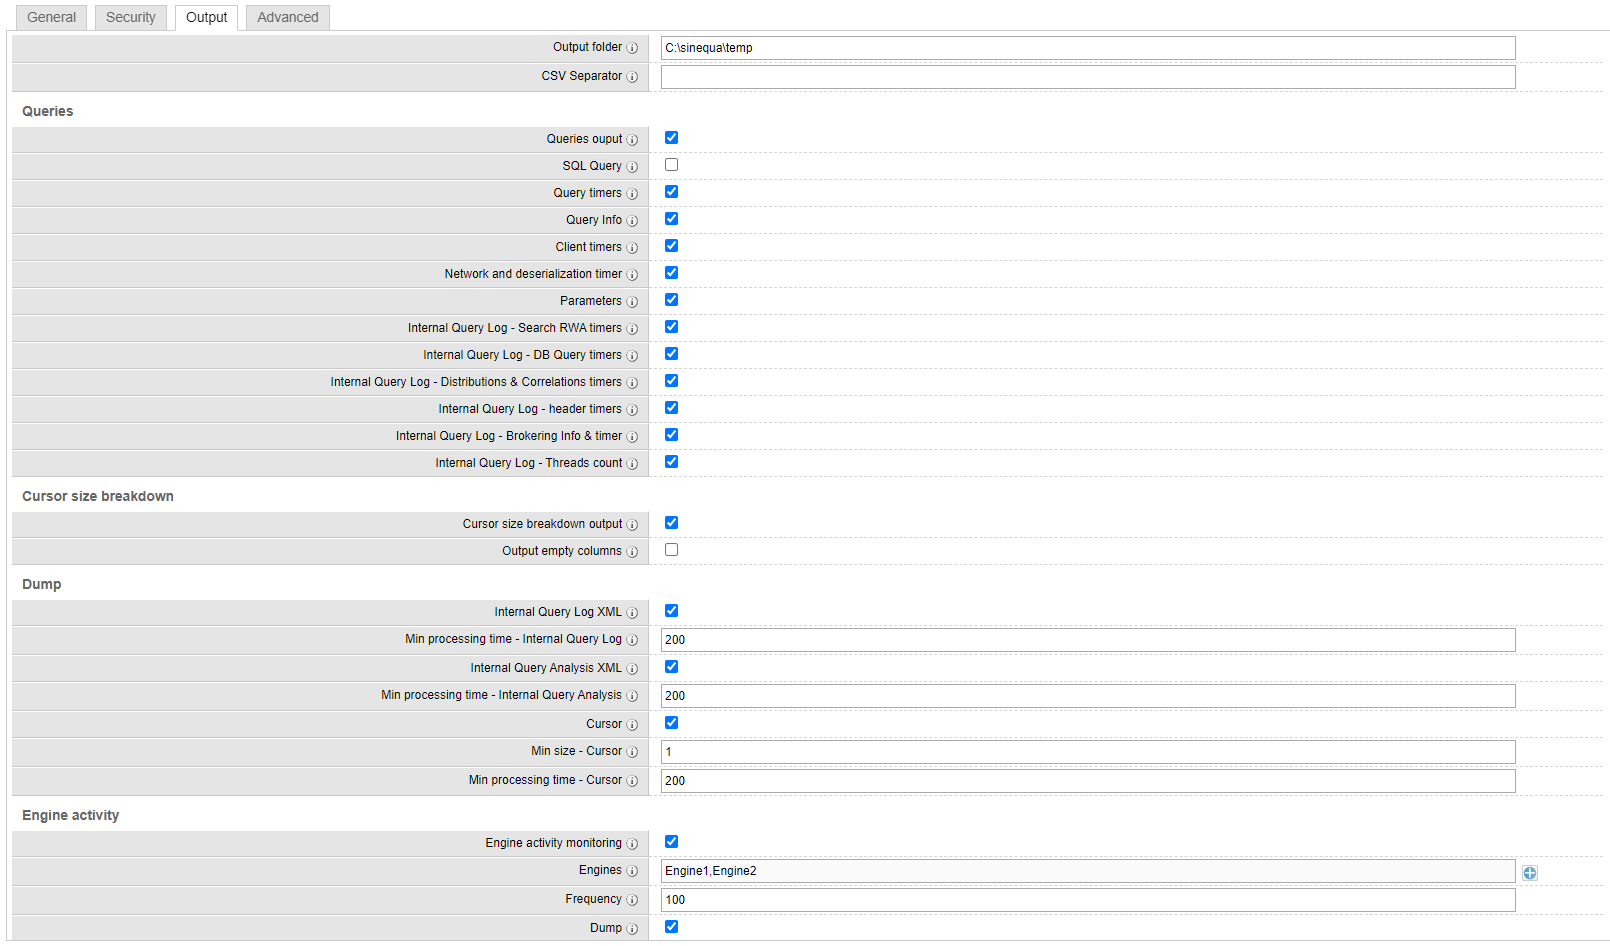 General Security Output Advanced
Output folder C:\sinequa\temp
CSV Separator
Queries
Queries ouput
SQL Query
Query timers
Query Info
Client timers
Network and deserialization timer
Parameters
Internal Query Log - Search RWA timers
Internal Query Log - DB Query timers
Internal Query Log - Distributions & Correlations timers
Internal Query Log - header timers
Internal Query Log - Brokering Info & timer
Internal Query Log - Threads count
Cursor size breakdown
Cursor size breakdown output
Output empty columns
Dump
Internal Query Log XML
Min processing time - Internal Query Log 200
Internal Query Analysis XML
Min processing time - Internal Query Analysis 200
Cursor
Min size - Cursor 1
Min processing time - Cursor 200
Engine activity
Engine activity monitoring
Engines Engine1,Engine2
Frequency 100
Dump